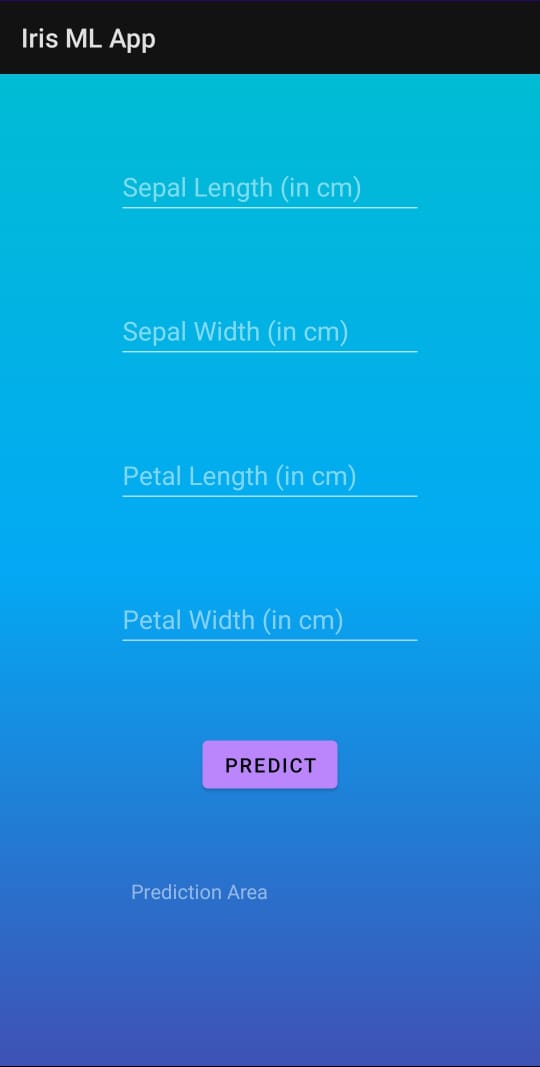 Iris ML App
Sepal Length (in cm)
Sepal Width (in cm)
Petal Length (in cm)
Petal Width (in cm)
PREDICT
Prediction Area